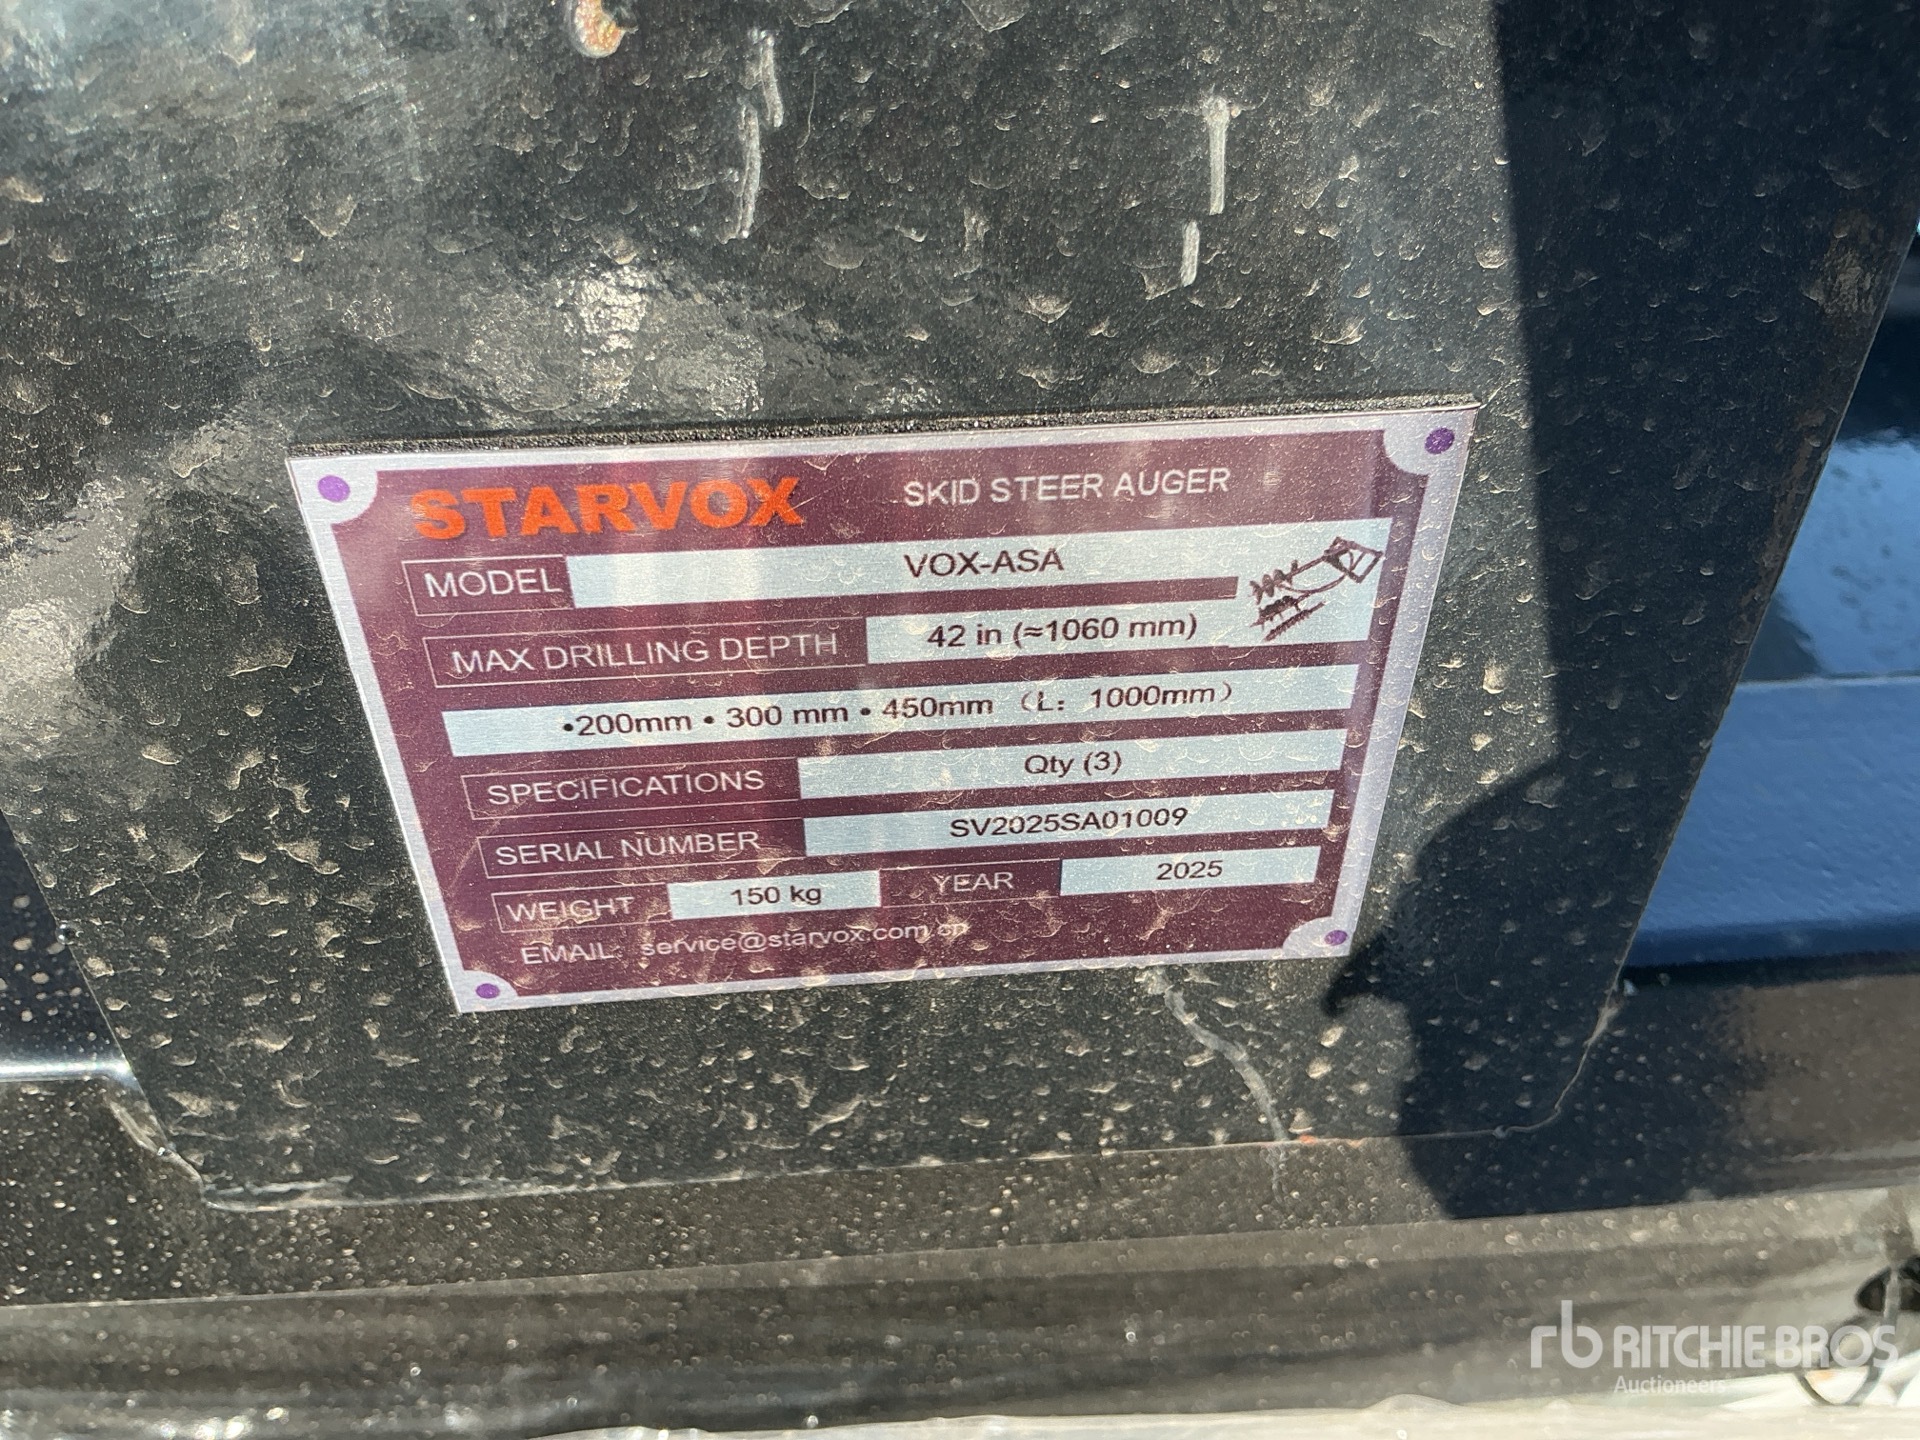 STARVOX SKID STEER AUGER
MODEL VOX-ASA
MAX DRILLING DEPTH 42 in (≈1060 mm)
•200mm • 300 mm • 450mm （L: 1000mm）
SPECIFICATIONS Qty (3)
SERIAL NUMBER SV2025SA01009
WEIGHT 150 kg YEAR 2025
EMAIL: service@starvox.com.cn
rb RITCHIE BROS
Auctioneers